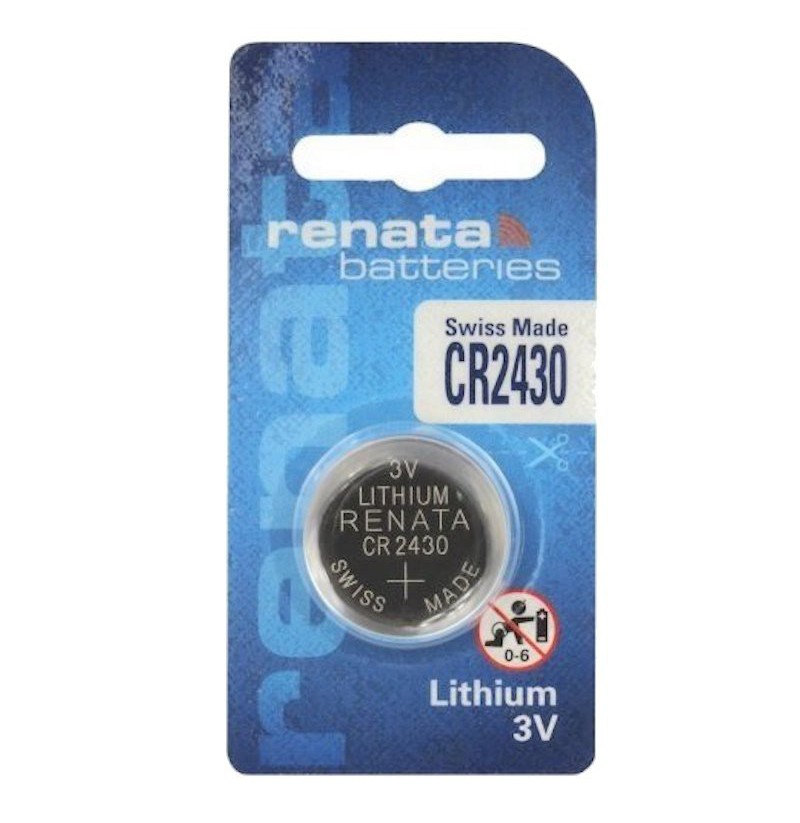 renata
batteries
Swiss Made
CR2430
renata
3V
LITHIUM
RENATA
CR 2430
+
SWISS MADE
0-6
Lithium
3V